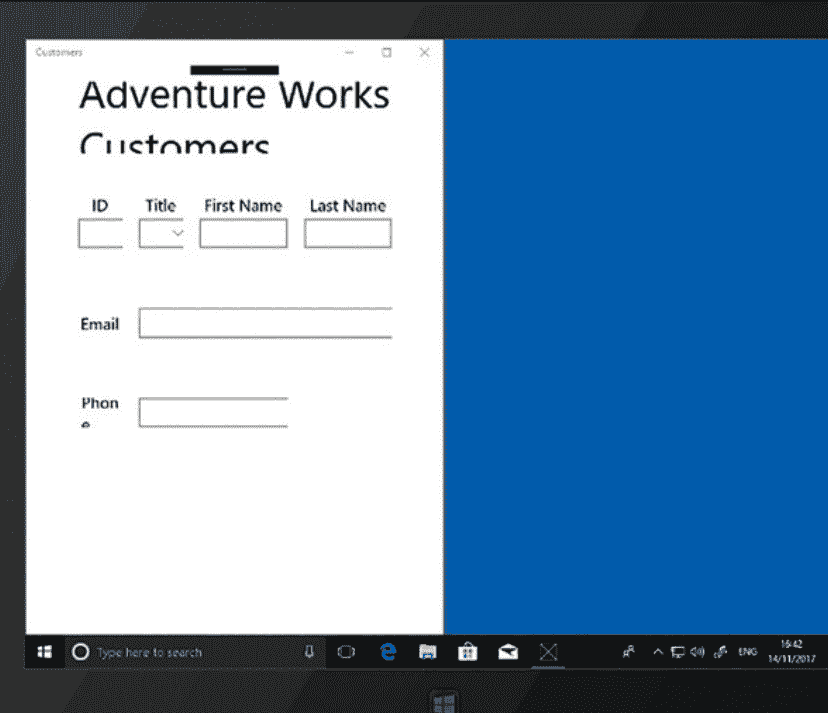 Customers
Adventure Works
Customers
ID Title First Name Last Name
Email
Phon
e
Type here to search
ENG
15:42
14/11/2017